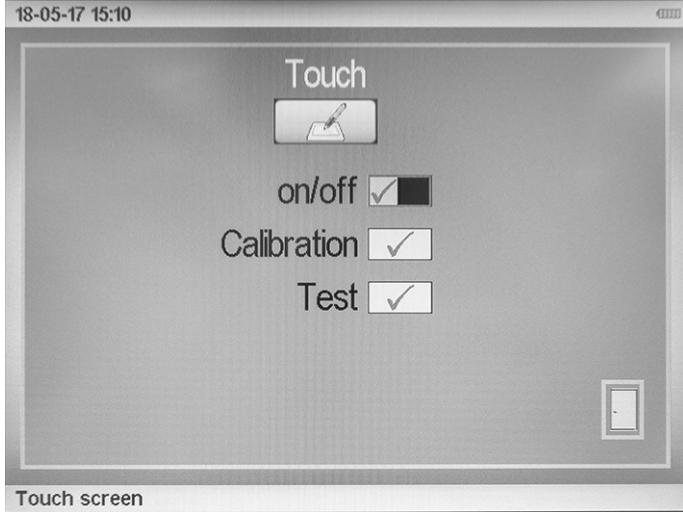 18-05-17 15:10
Touch
on/off
Calibration
Test
Touch screen